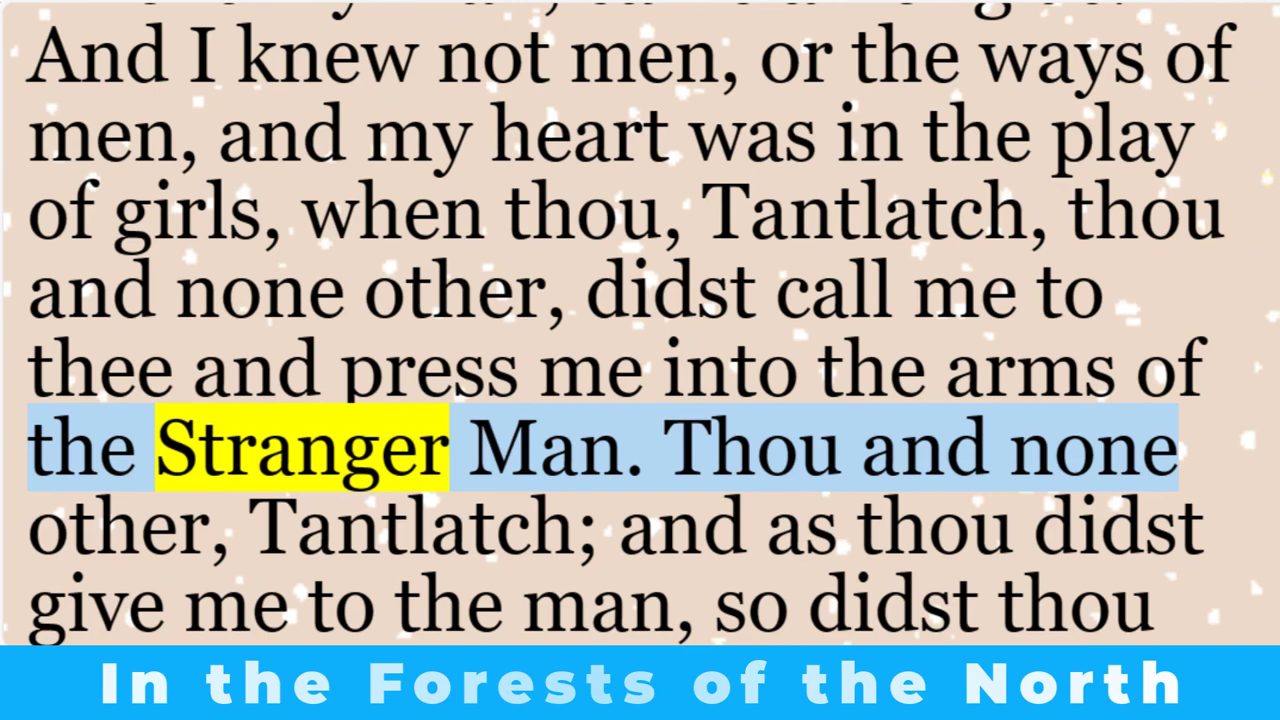 And I knew not men, or the ways of
men, and my heart was in the play
of girls, when thou, Tantlatch, thou
and none other, didst call me to
thee and press me into the arms of
the Stranger Man. Thou and none
other, Tantlatch; and as thou didst
give me to the man, so didst thou
In the Forests of the North